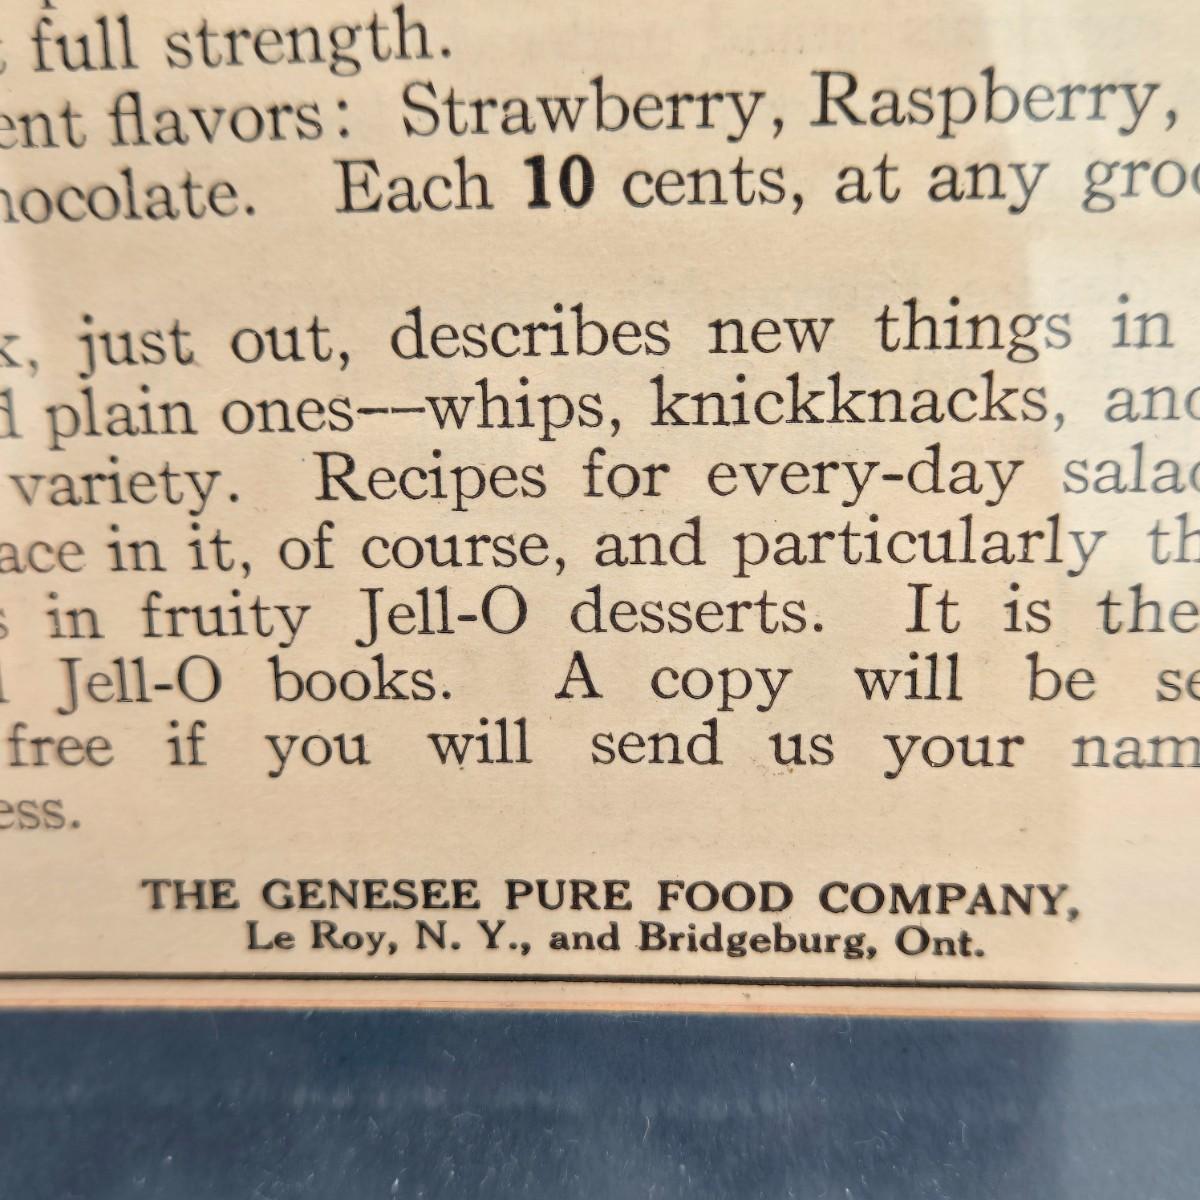 full strength.
ent flavors: Strawberry, Raspberry,
hocolate. Each 10 cents, at any groc
k, just out, describes new things in
d plain ones—whips, knickknacks, and
variety. Recipes for every-day salad
ace in it, of course, and particularly th
s in fruity Jell-O desserts. It is the
l Jell-O books. A copy will be se
free if you will send us your nam
ess.
THE GENESEE PURE FOOD COMPANY,
Le Roy, N. Y., and Bridgeburg, Ont.